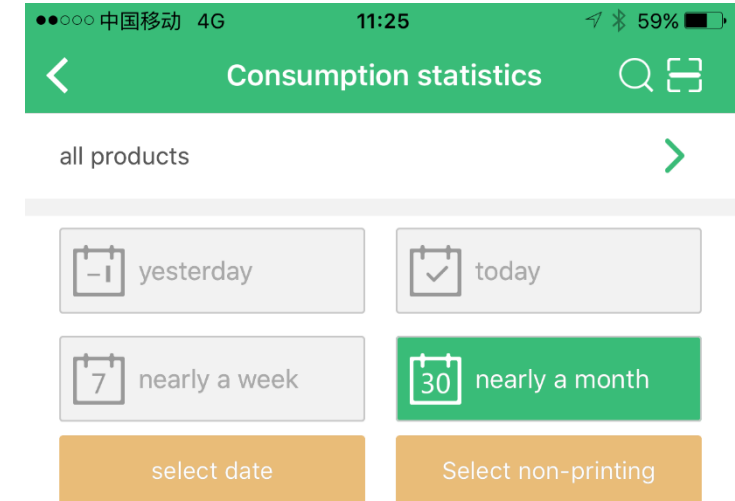 中国移动 4G 11:25 59%
Consumption statistics
all products
-1 yesterday today
7 nearly a week 30 nearly a month
select date Select non-printing